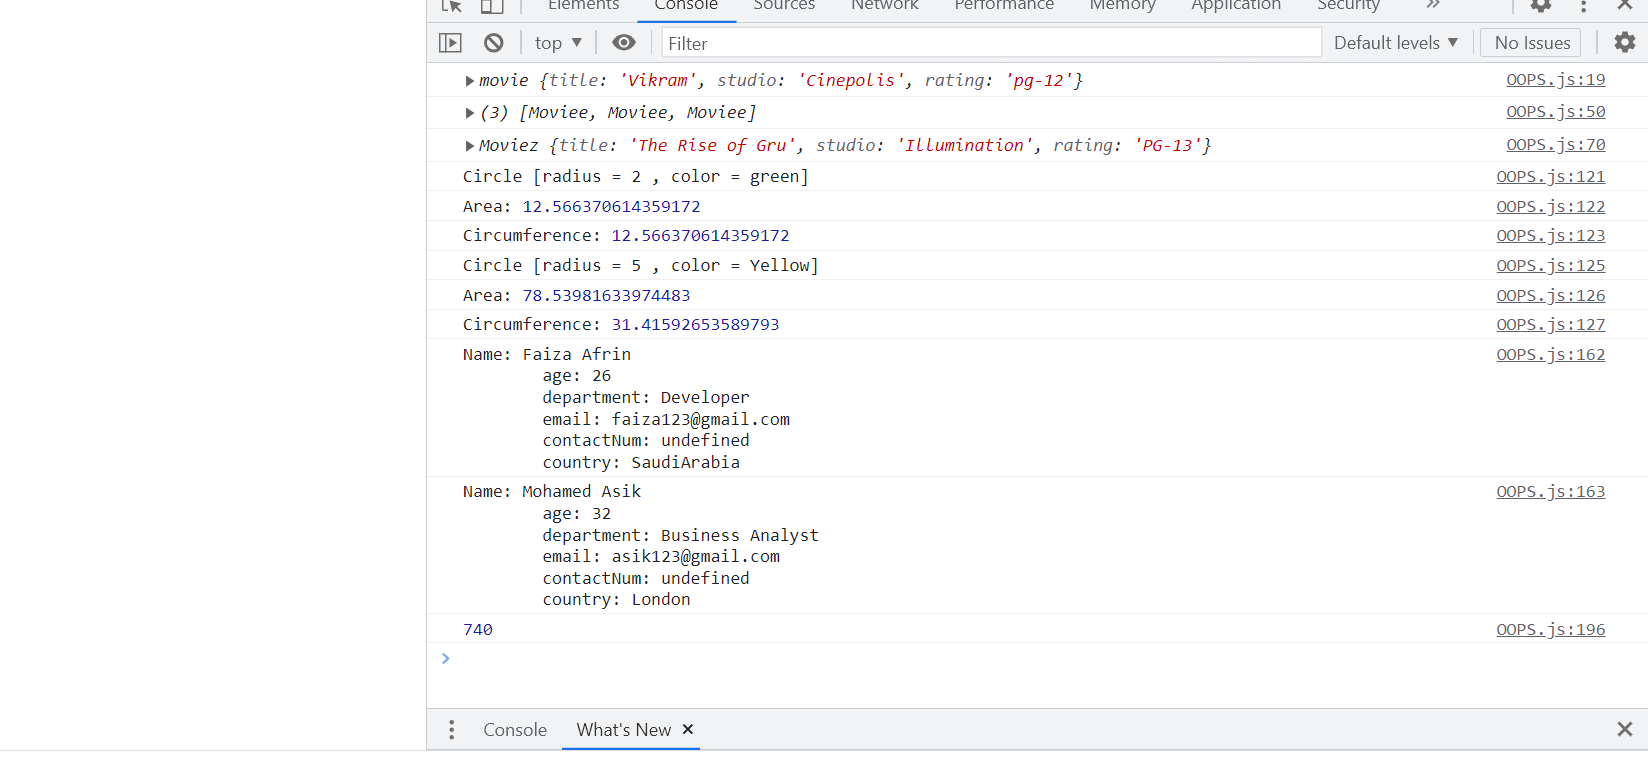 Elements Console Sources Network Performance Memory Application Security »
top ▼ Filter Default levels ▼ No Issues
▶ movie {title: 'Vikram', studio: 'Cinepolis', rating: 'pg-12'} OOPS.js:19
▶ (3) [Moviee, Moviee, Moviee] OOPS.js:50
▶ Moviez {title: 'The Rise of Gru', studio: 'Illumination', rating: 'PG-13'} OOPS.js:70
Circle [radius = 2 , color = green] OOPS.js:121
Area: 12.566370614359172 OOPS.js:122
Circumference: 12.566370614359172 OOPS.js:123
Circle [radius = 5 , color = Yellow] OOPS.js:125
Area: 78.53981633974483 OOPS.js:126
Circumference: 31.41592653589793 OOPS.js:127
Name: Faiza Afrin OOPS.js:162
age: 26
department: Developer
email: faiza123@gmail.com
contactNum: undefined
country: SaudiArabia
Name: Mohamed Asik OOPS.js:163
age: 32
department: Business Analyst
email: asik123@gmail.com
contactNum: undefined
country: London
740 OOPS.js:196
>
Console What's New ×